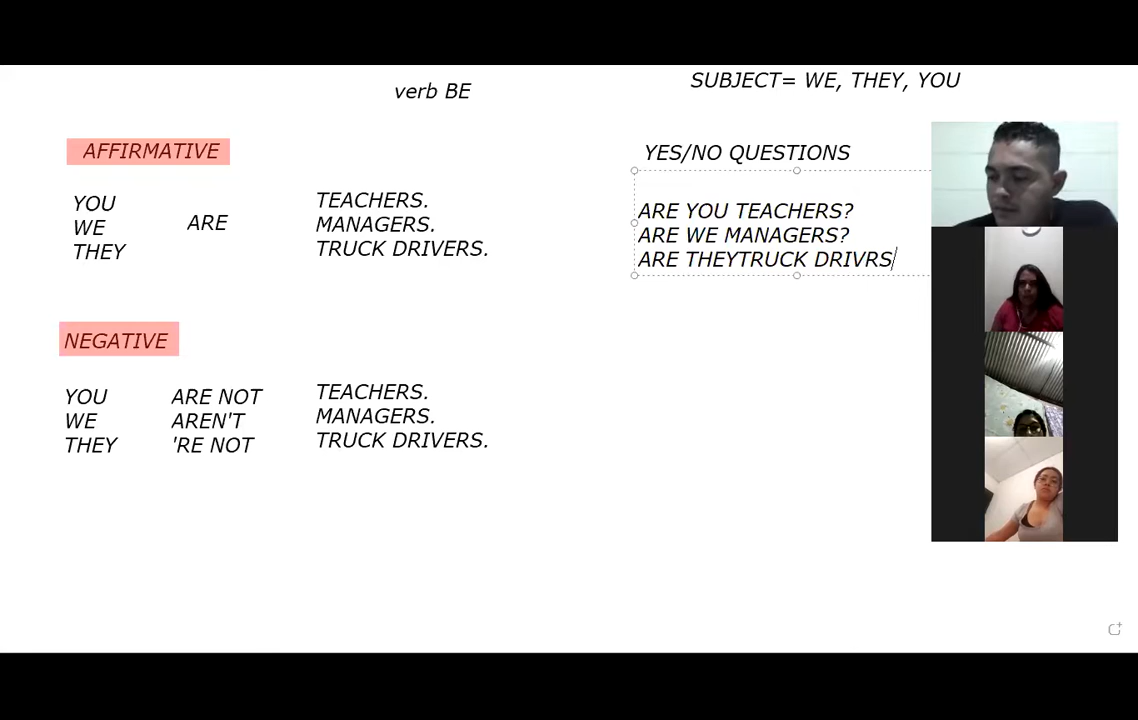 verb BE
SUBJECT= WE, THEY, YOU
AFFIRMATIVE
YOU
WE
THEY
ARE
TEACHERS.
MANAGERS.
TRUCK DRIVERS.
NEGATIVE
YOU
WE
THEY
ARE NOT
AREN'T
'RE NOT
TEACHERS.
MANAGERS.
TRUCK DRIVERS.
YES/NO QUESTIONS
ARE YOU TEACHERS?
ARE WE MANAGERS?
ARE THEYTRUCK DRIVRS